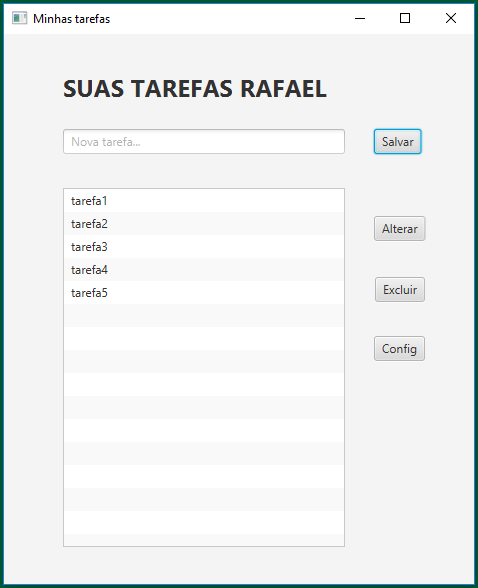 Minhas tarefas
SUAS TAREFAS RAFAEL
Nova tarefa...
Salvar
tarefa1
tarefa2
tarefa3
tarefa4
tarefa5
Alterar
Excluir
Config